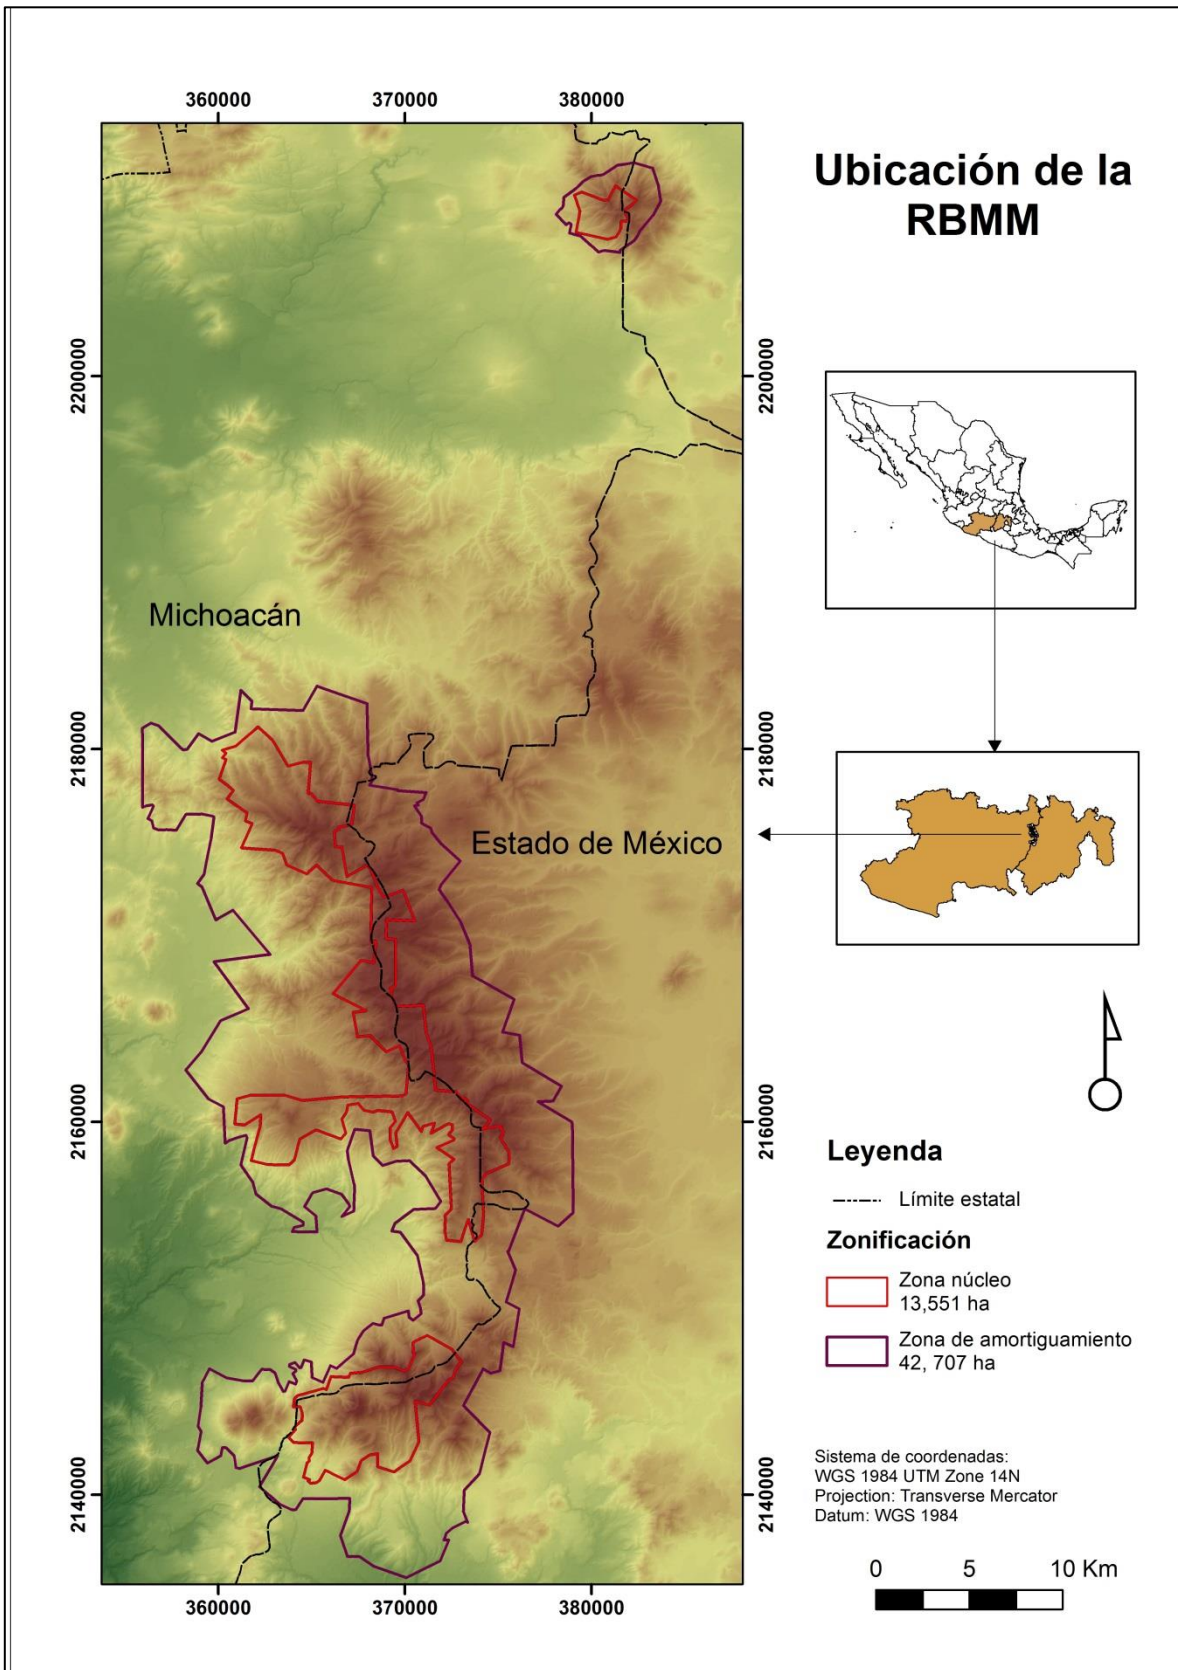 Ubicación de la
RBMM
360000
370000
380000
2200000
2180000
2160000
2140000
2200000
2180000
2160000
2140000
360000
370000
380000
Michoacán
Estado de México
Leyenda
Límite estatal
Zonificación
Zona núcleo
13,551 ha
Zona de amortiguamiento
42, 707 ha
Sistema de coordenadas:
WGS 1984 UTM Zone 14N
Projection: Transverse Mercator
Datum: WGS 1984
0 5 10 Km